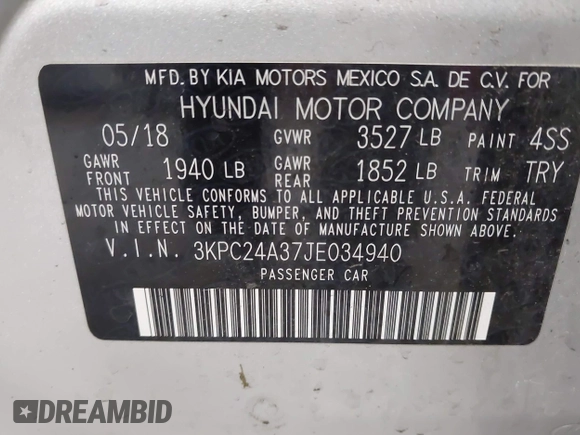 MFD. BY KIA MOTORS MEXICO S.A. DE C.V. FOR
HYUNDAI MOTOR COMPANY
05/18 GVWR 3527 LB PAINT 4SS
GAWR FRONT 1940 LB GAWR REAR 1852 LB TRIM TRY
THIS VEHICLE CONFORMS TO ALL APPLICABLE U.S.A. FEDERAL
MOTOR VEHICLE SAFETY, BUMPER, AND THEFT PREVENTION STANDARDS
IN EFFECT ON THE DATE OF MANUFACTURE SHOWN ABOVE.
V.I.N. 3KPC24A37JE034940
PASSENGER CAR
DREAMBID